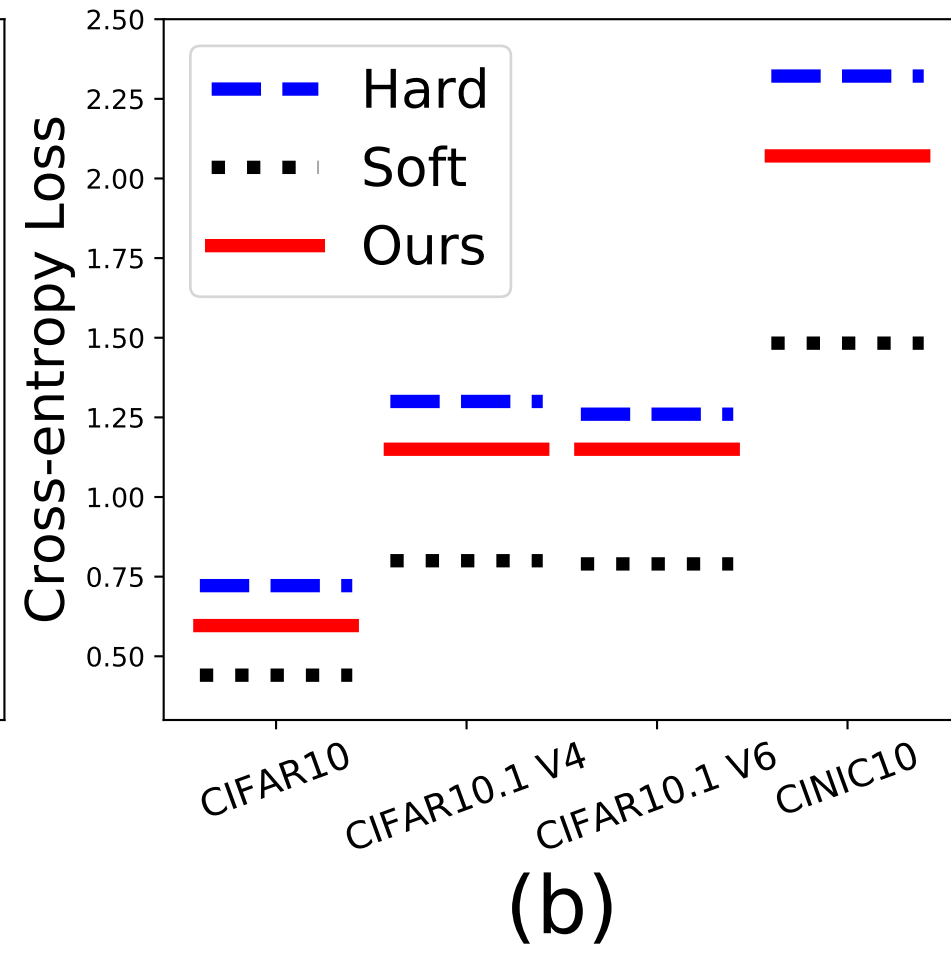 2.50
2.25
2.00
1.75
1.50
1.25
1.00
0.75
0.50
Cross-entropy Loss
Hard
Soft
Ours
CIFAR10
CIFAR10.1 V4
CIFAR10.1 V6
CINIC10
(b)